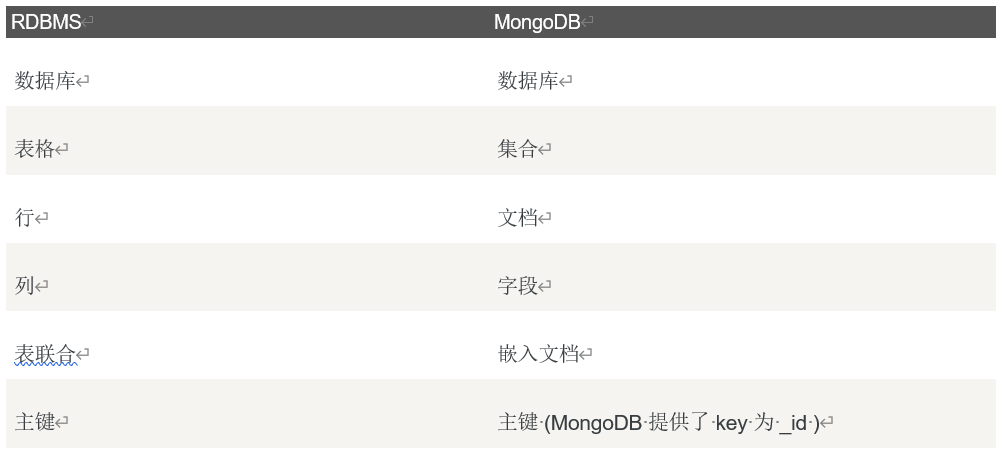 RDBMS MongoDB
数据库 数据库
表格 集合
行 文档
列 字段
表联合 嵌入文档
主键 主键 (MongoDB 提供了 key 为 _id )